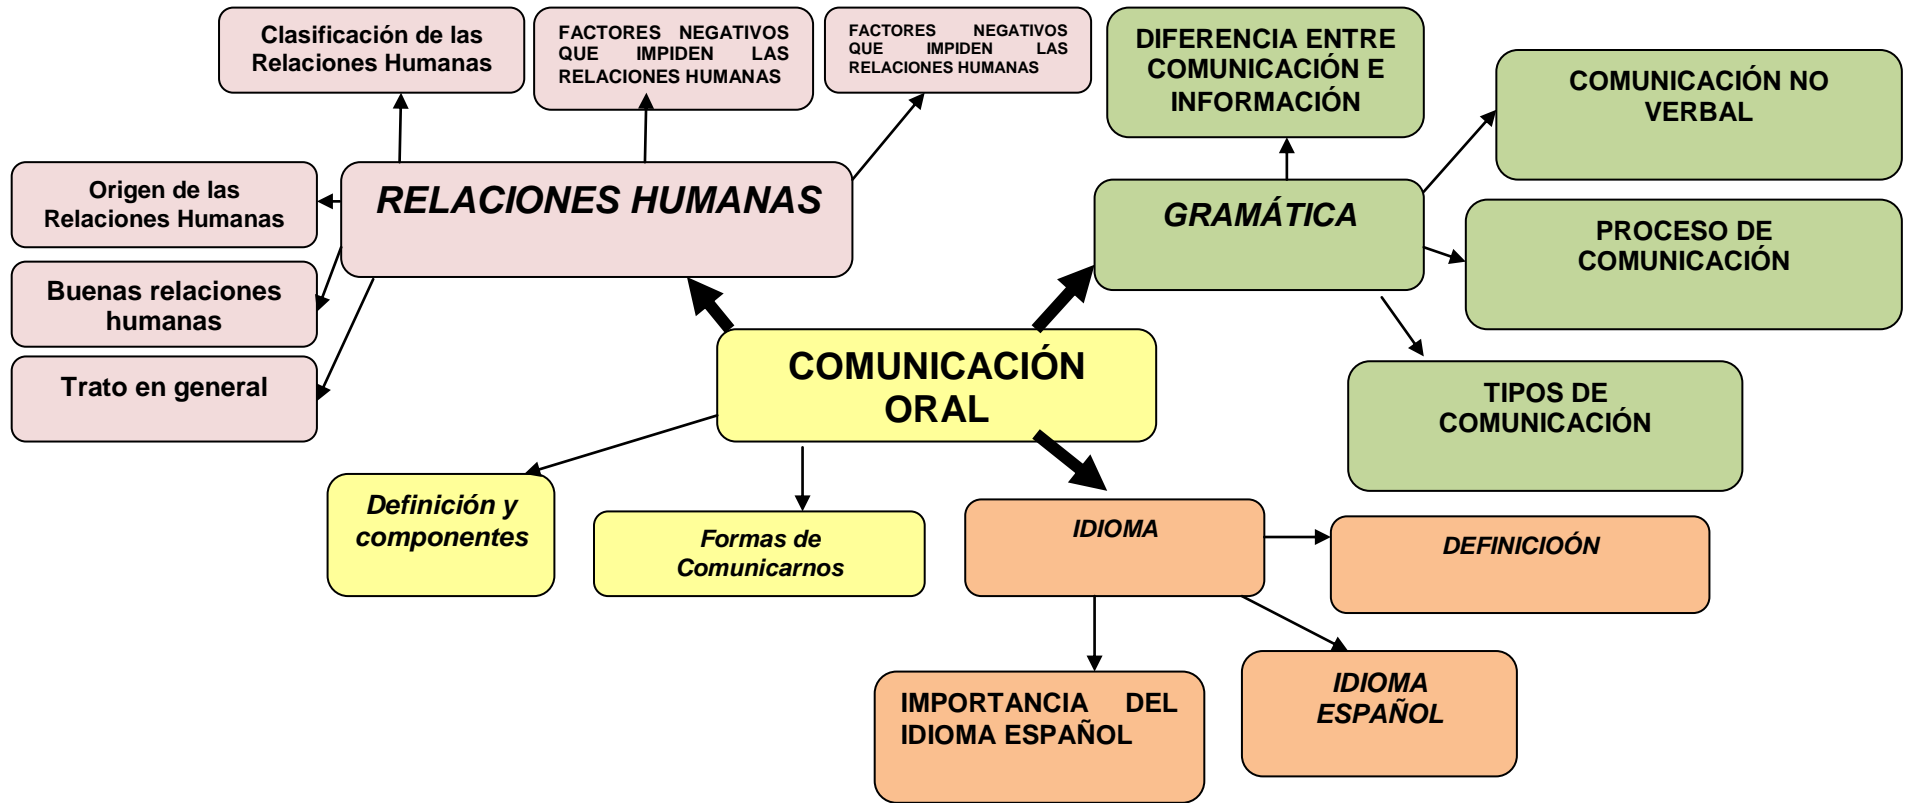 Clasificación de las
Relaciones Humanas
FACTORES NEGATIVOS
QUE IMPIDEN LAS
RELACIONES HUMANAS
FACTORES NEGATIVOS
QUE IMPIDEN LAS
RELACIONES HUMANAS
DIFERENCIA ENTRE
COMUNICACIÓN E
INFORMACIÓN
COMUNICACIÓN NO
VERBAL
Origen de las
Relaciones Humanas
RELACIONES HUMANAS
GRAMÁTICA
PROCESO DE
COMUNICACIÓN
Buenas relaciones
humanas
Trato en general
COMUNICACIÓN
ORAL
TIPOS DE
COMUNICACIÓN
Definición y
componentes
Formas de
Comunicarnos
IDIOMA
DEFINICIOÓN
IMPORTANCIA DEL
IDIOMA ESPAÑOL
IDIOMA
ESPAÑOL